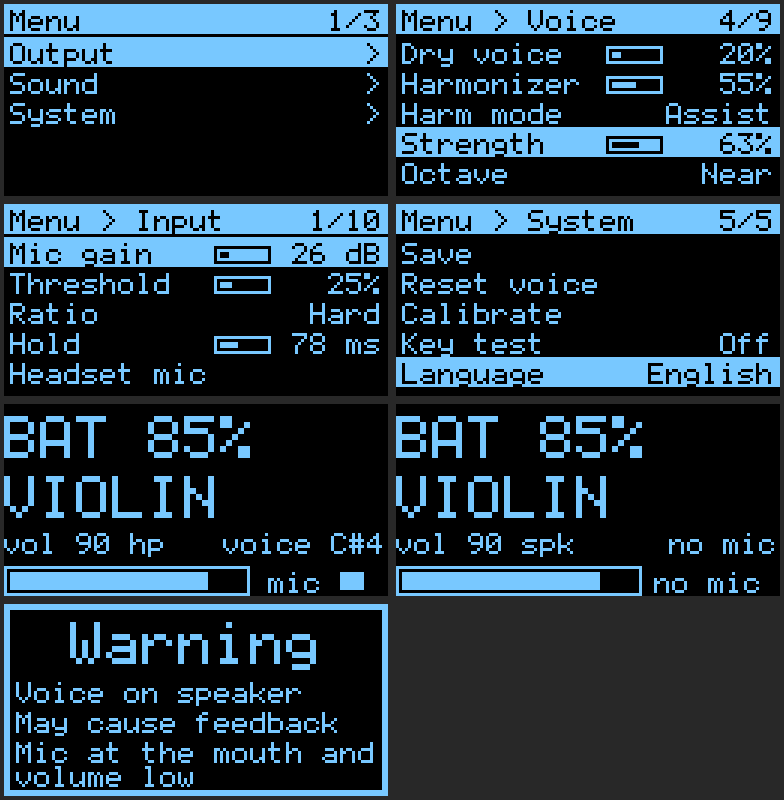 Menu 1/3
Output >
Sound >
System >
Menu > Voice 4/9
Dry voice 20%
Harmonizer 55%
Harm mode Assist
Strength 63%
Octave Near
Menu > Input 1/10
Mic gain 26 dB
Threshold 25%
Ratio Hard
Hold 78 ms
Headset mic
Menu > System 5/5
Save
Reset voice
Calibrate
Key test Off
Language English
BAT 85%
VIOLIN
vol 90 hp voice C#4
mic
BAT 85%
VIOLIN
vol 90 spk no mic
no mic
Warning
Voice on speaker
May cause feedback
Mic at the mouth and
volume low